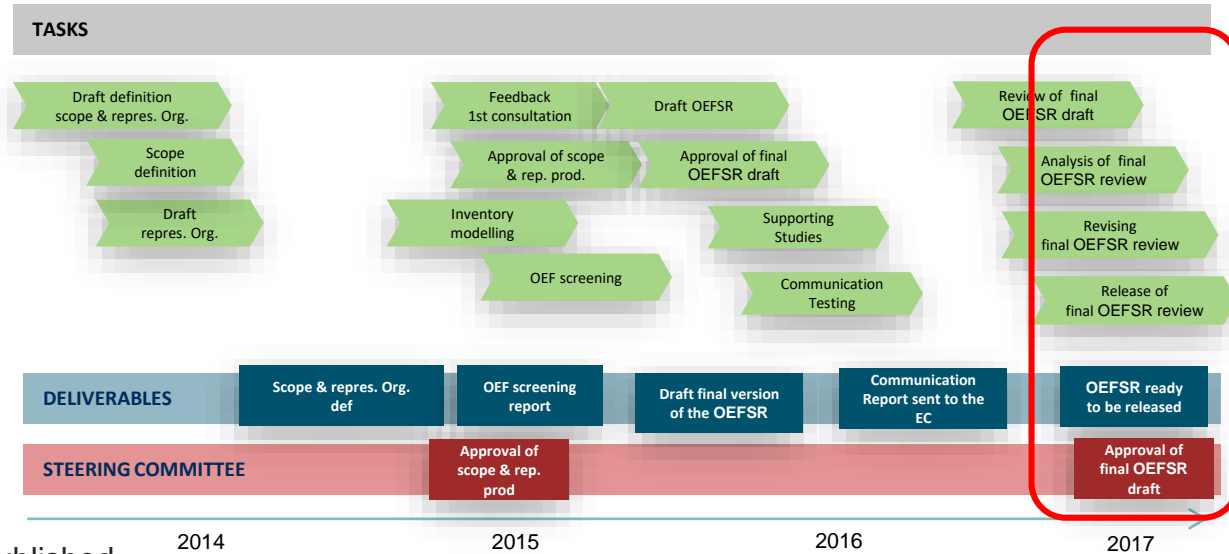 TASKS
Draft definition
scope & repres. Org.
Scope
definition
Draft
repres. Org.
Feedback
1st consultation
Draft OEFSR
Approval of scope
& rep. prod.
Approval of final
OEFSR draft
Inventory
modelling
Supporting
Studies
OEF screening
Communication
Testing
Review of final
OEFSR draft
Analysis of final
OEFSR review
Revising
final OEFSR review
Release of
final OEFSR review
DELIVERABLES
Scope & repres. Org.
def
OEF screening
report
Draft final version
of the OEFSR
Communication
Report sent to the
EC
OEFSR ready
to be released
STEERING COMMITTEE
Approval of
scope & rep.
prod
Approval of
final OEFSR
draft
2014
2015
2016
2017